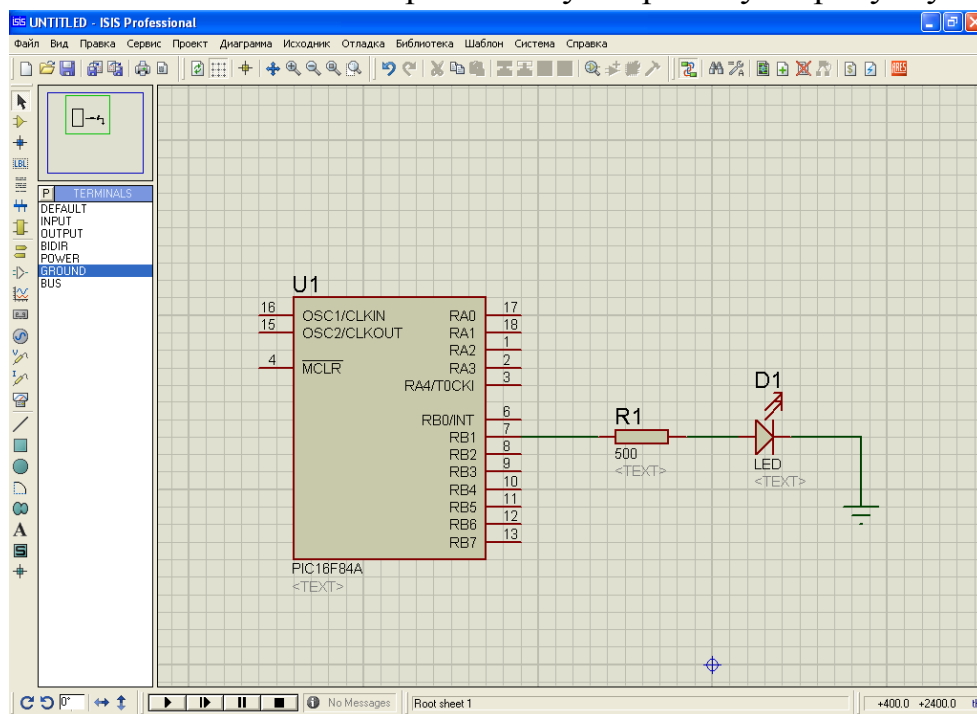 UNTITLED - ISIS Professional
Файл Вид Правка Сервис Проект Диаграмма Исходник Отладка Библиотека Шаблон Система Справка
ARES
LBL
P TERMINALS
DEFAULT
INPUT
OUTPUT
BIDIR
POWER
GROUND
BUS
A
U1
16 OSC1/CLKIN RA0 17
15 OSC2/CLKOUT RA1 18
RA2 1
4 MCLR RA3 2
RA4/T0CKI 3
RB0/INT 6
RB1 7
RB2 8
RB3 9
RB4 10
RB5 11
RB6 12
RB7 13
PIC16F84A
<TEXT>
R1
500
<TEXT>
D1
LED
<TEXT>
0° No Messages Root sheet 1 +400.0 +2400.0